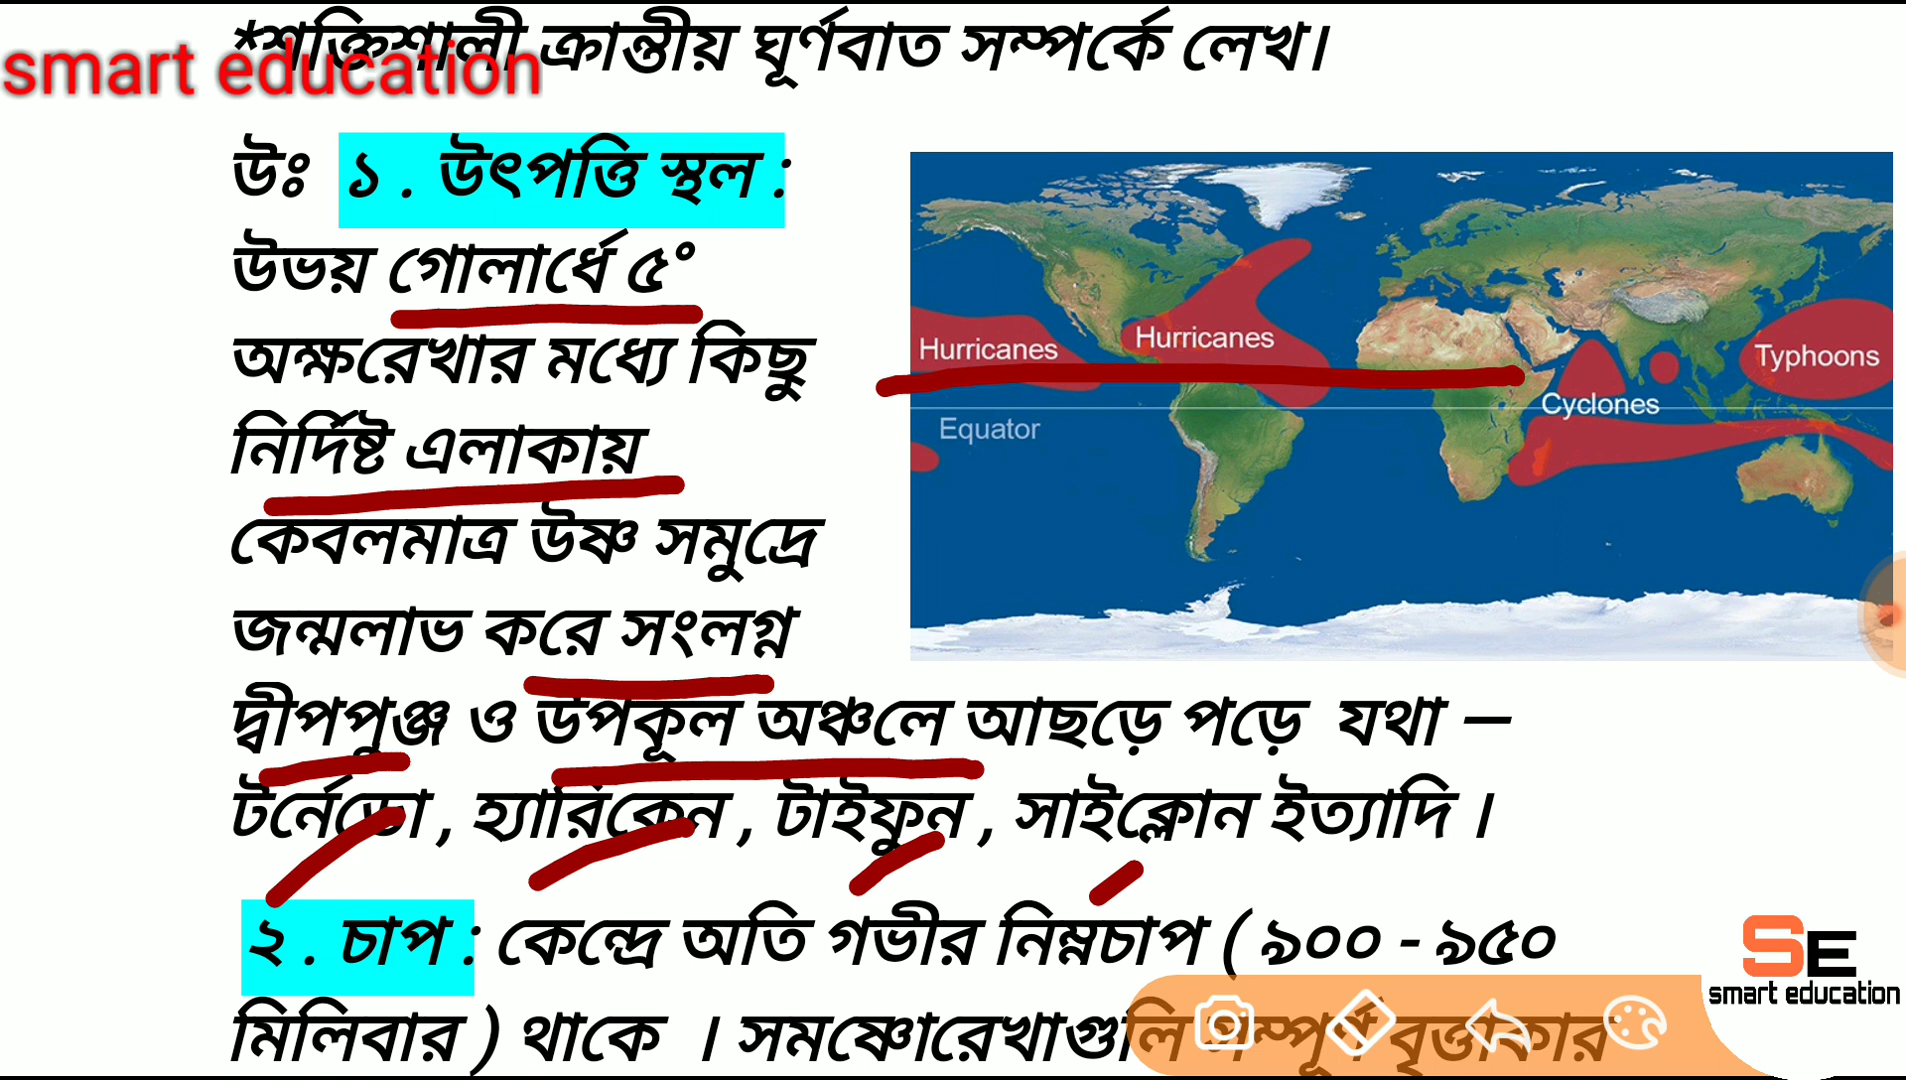 *শক্তিশালী ক্রান্তীয় ঘূর্ণবাত সম্পর্কে লেখ।
smart education
উঃ ১ . উৎপত্তি স্থল :
উভয় গোলার্ধে ৫°
অক্ষরেখার মধ্যে কিছু
নির্দিষ্ট এলাকায়
কেবলমাত্র উষ্ণ সমুদ্রে
জন্মলাভ করে সংলগ্ন
দ্বীপপুঞ্জ ও উপকূল অঞ্চলে আছড়ে পড়ে যথা –
টর্নেডো , হ্যারিকেন , টাইফুন , সাইক্লোন ইত্যাদি ।
Hurricanes
Hurricanes
Typhoons
Cyclones
Equator
২ . চাপ : কেন্দ্রে অতি গভীর নিম্নচাপ ( ৯০০ - ৯৫০
মিলিবার ) থাকে । সমষ্ণোরেখাগুলি সম্পূর্ণ বৃত্তাকার
SE
smart education